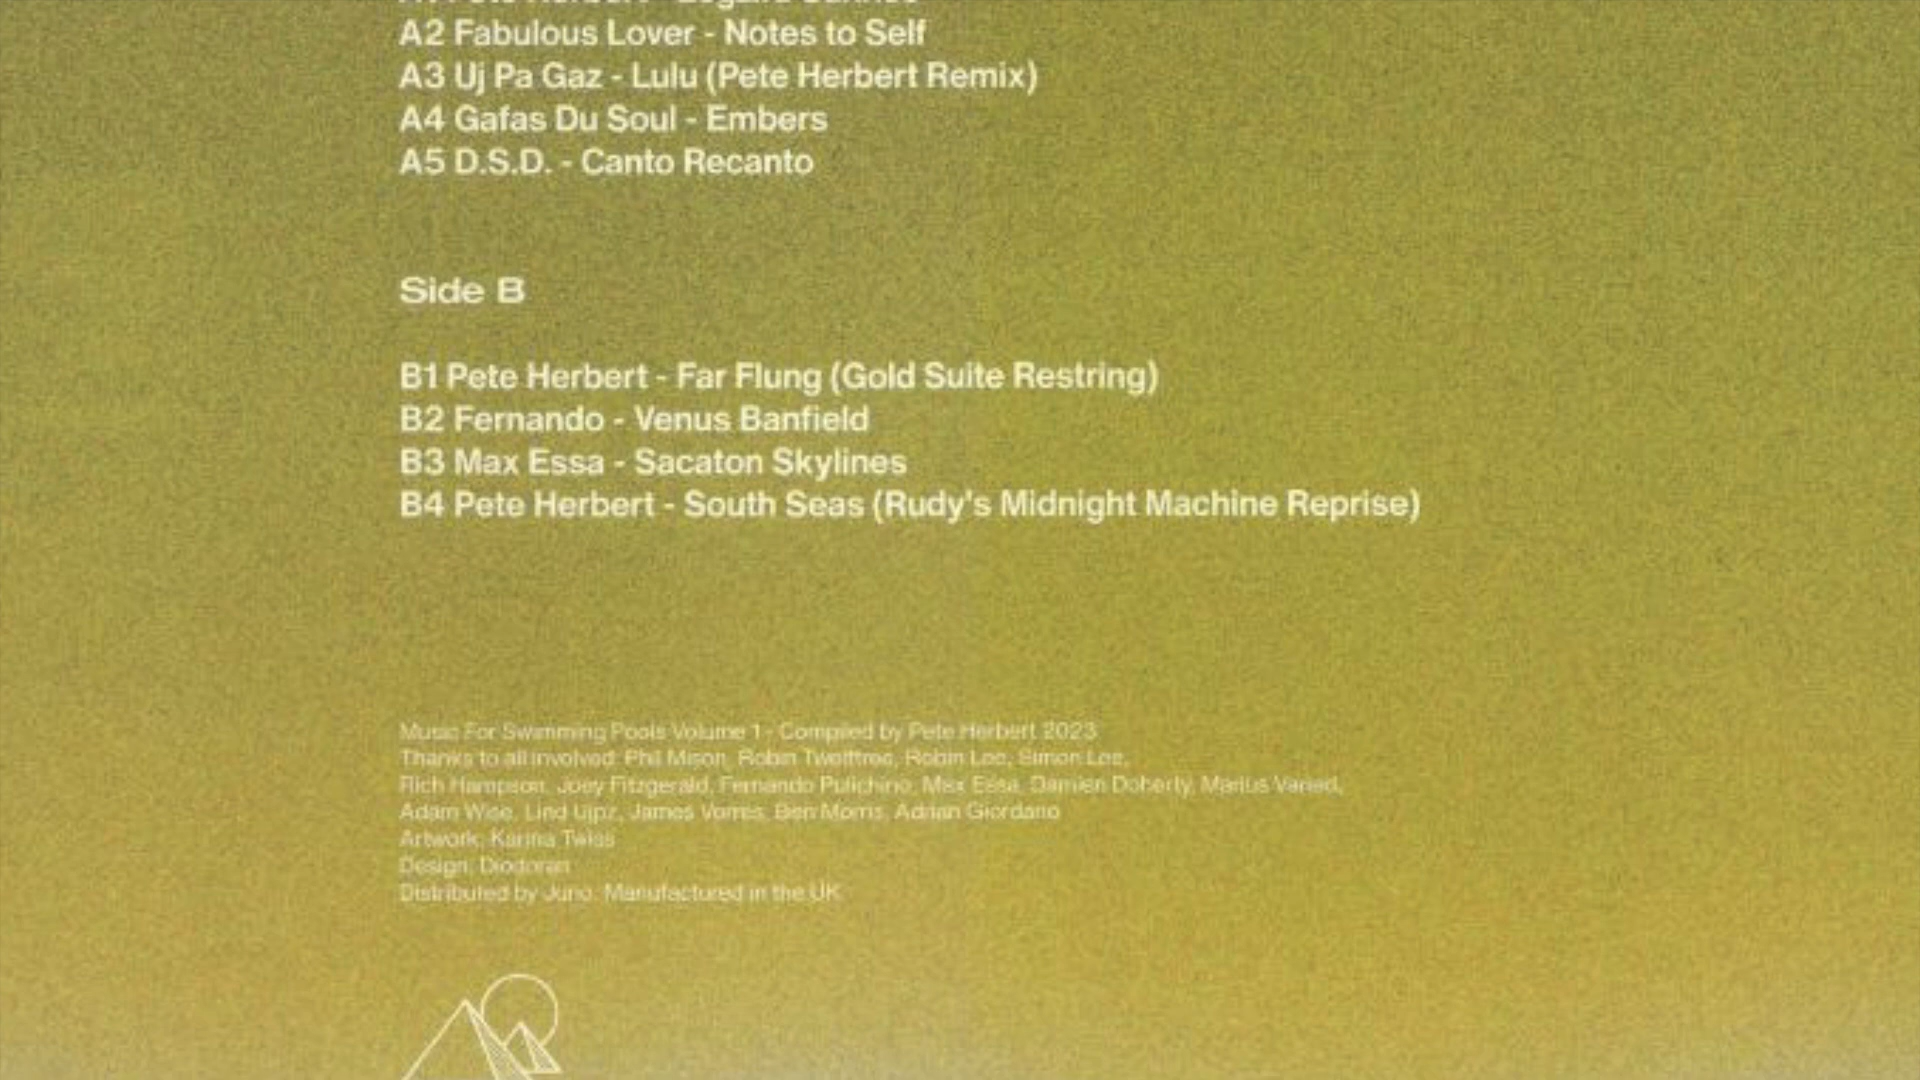 A2 Fabulous Lover - Notes to Self
A3 Uj Pa Gaz - Lulu (Pete Herbert Remix)
A4 Gafas Du Soul - Embers
A5 D.S.D. - Canto Recanto
Side B
B1 Pete Herbert - Far Flung (Gold Suite Restring)
B2 Fernando - Venus Banfield
B3 Max Essa - Sacaton Skylines
B4 Pete Herbert - South Seas (Rudy's Midnight Machine Reprise)
Music For Swimming Pools Volume 1 - Compiled by Pete Herbert 2023
Thanks to all involved: Phil Mison, Robin Twelftree, Robin Lee, Simon Lee,
Rich Hampson, Joey Fitzgerald, Fernando Pulichino, Max Essa, Damien Doherty, Marius
Adam Wise, Lind James Ben Morris, Adrian Giordano
Artwork: Karina Twiss
Design: Diodoran
Distributed by Juno. Manufactured in the UK